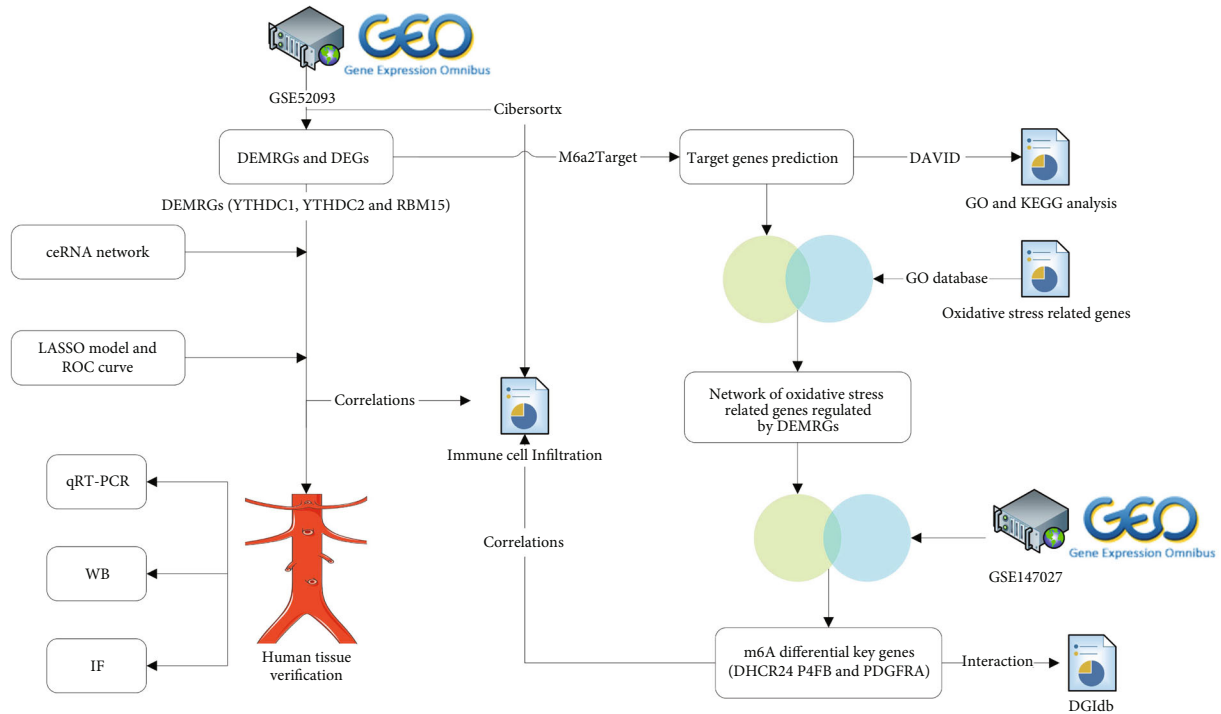 GEO
Gene Expression Omnibus
GSE52093
Cibersortx
DEMRGs and DEGs
M6a2Target
Target genes prediction
DAVID
GO and KEGG analysis
DEMRGs (YTHDC1, YTHDC2 and RBM15)
ceRNA network
GO database
Oxidative stress related genes
LASSO model and
ROC curve
Correlations
Immune cell Infiltration
Network of oxidative stress
related genes regulated
by DEMRGs
qRT-PCR
WB
IF
Human tissue
verification
Correlations
GEO
Gene Expression Omnibus
GSE147027
m6A differential key genes
(DHCR24 P4FB and PDGFRA)
Interaction
DGIdb